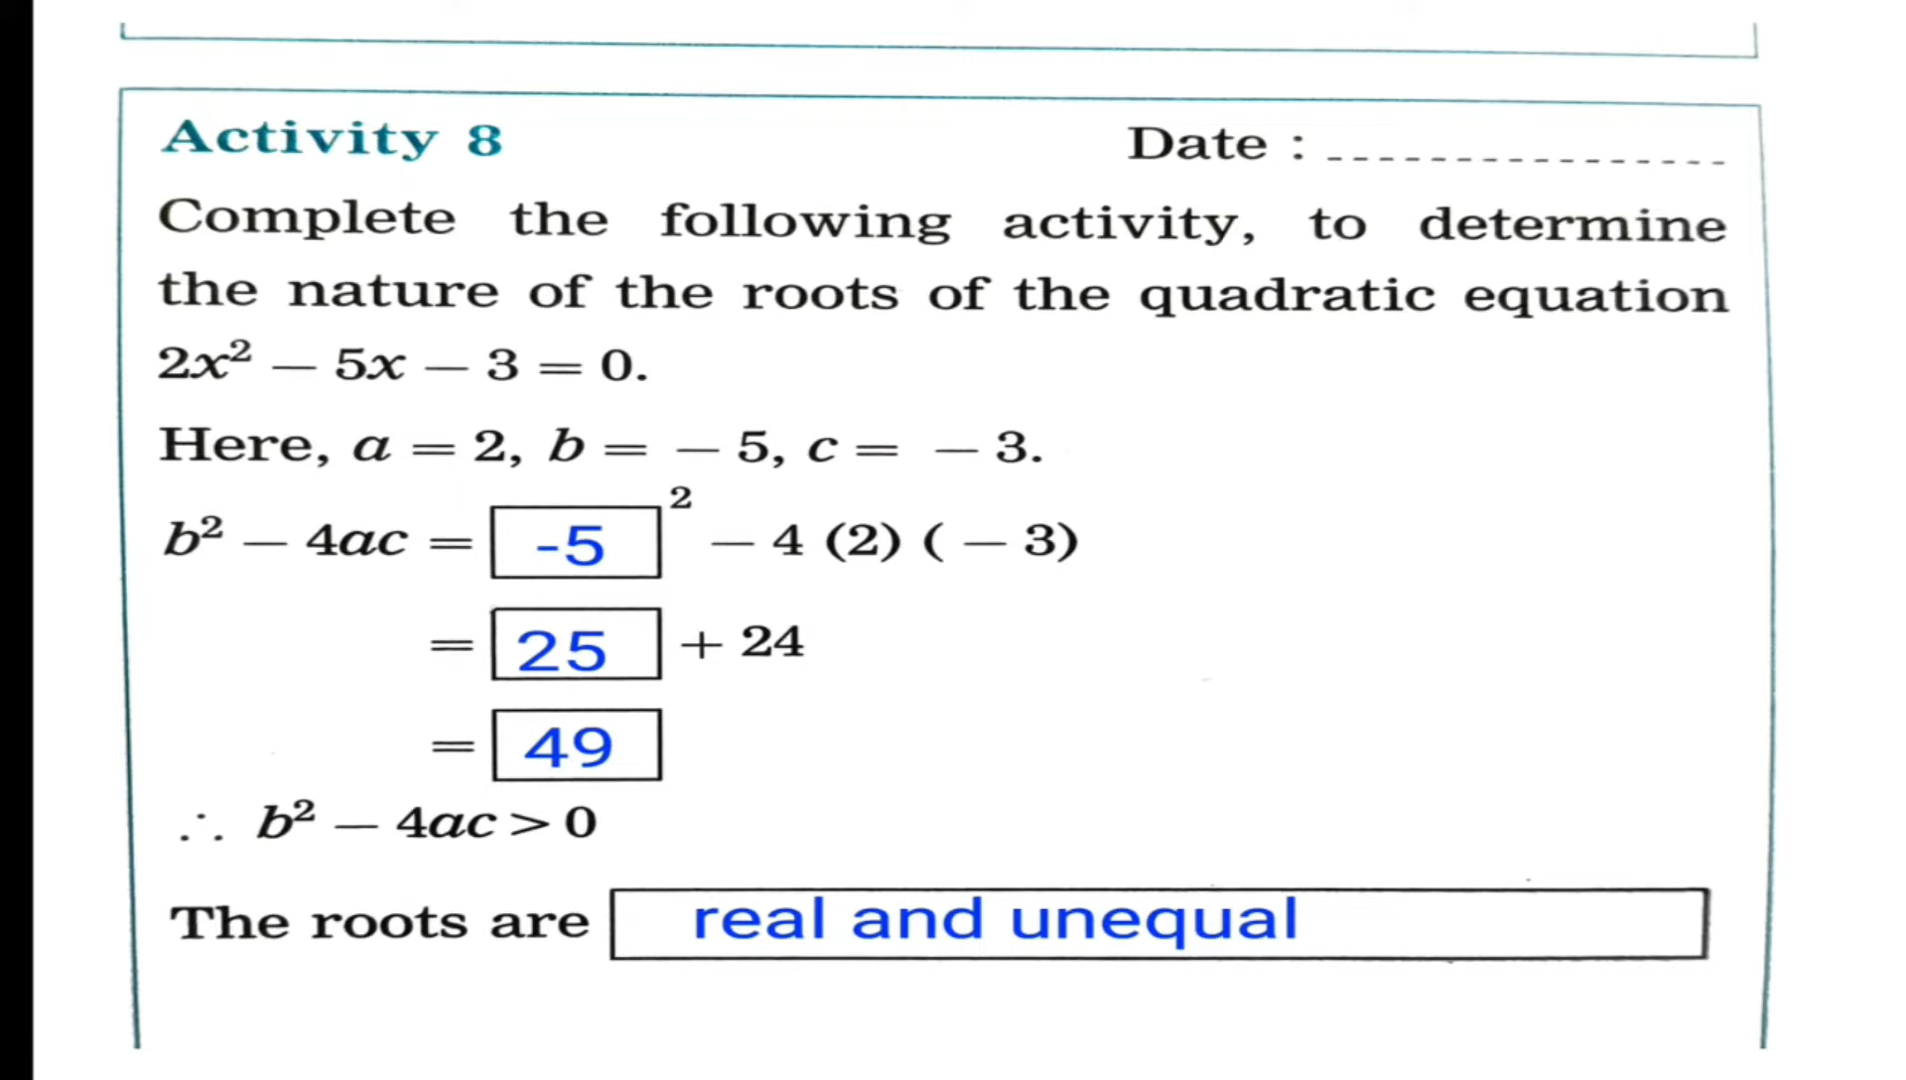 Activity 8 Date : ----------------
Complete the following activity, to determine
the nature of the roots of the quadratic equation
2x² – 5x – 3 = 0.
Here, a = 2, b = – 5, c = – 3.
b² – 4ac = -5 ² – 4 (2) ( – 3)
= 25 + 24
= 49
∴ b² – 4ac > 0
The roots are real and unequal